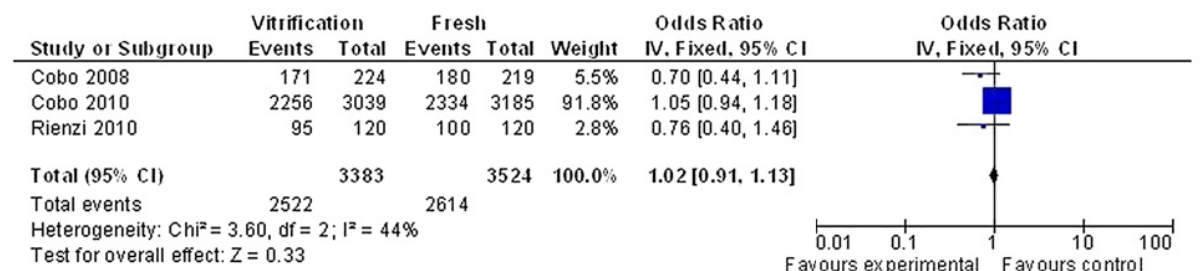 Vitrification Fresh Odds Ratio Odds Ratio
Study or Subgroup Events Total Events Total Weight IV, Fixed, 95% CI IV, Fixed, 95% CI
Cobo 2008 171 224 180 219 5.5% 0.70 [0.44, 1.11]
Cobo 2010 2256 3039 2334 3185 91.8% 1.05 [0.94, 1.18]
Rienzi 2010 95 120 100 120 2.8% 0.76 [0.40, 1.46]
Total (95% CI) 3383 3524 100.0% 1.02 [0.91, 1.13]
Total events 2522 2614
Heterogeneity: Chi² = 3.60, df = 2; I² = 44%
Test for overall effect: Z = 0.33
0.01 0.1 1 10 100
Favours experimental Favours control